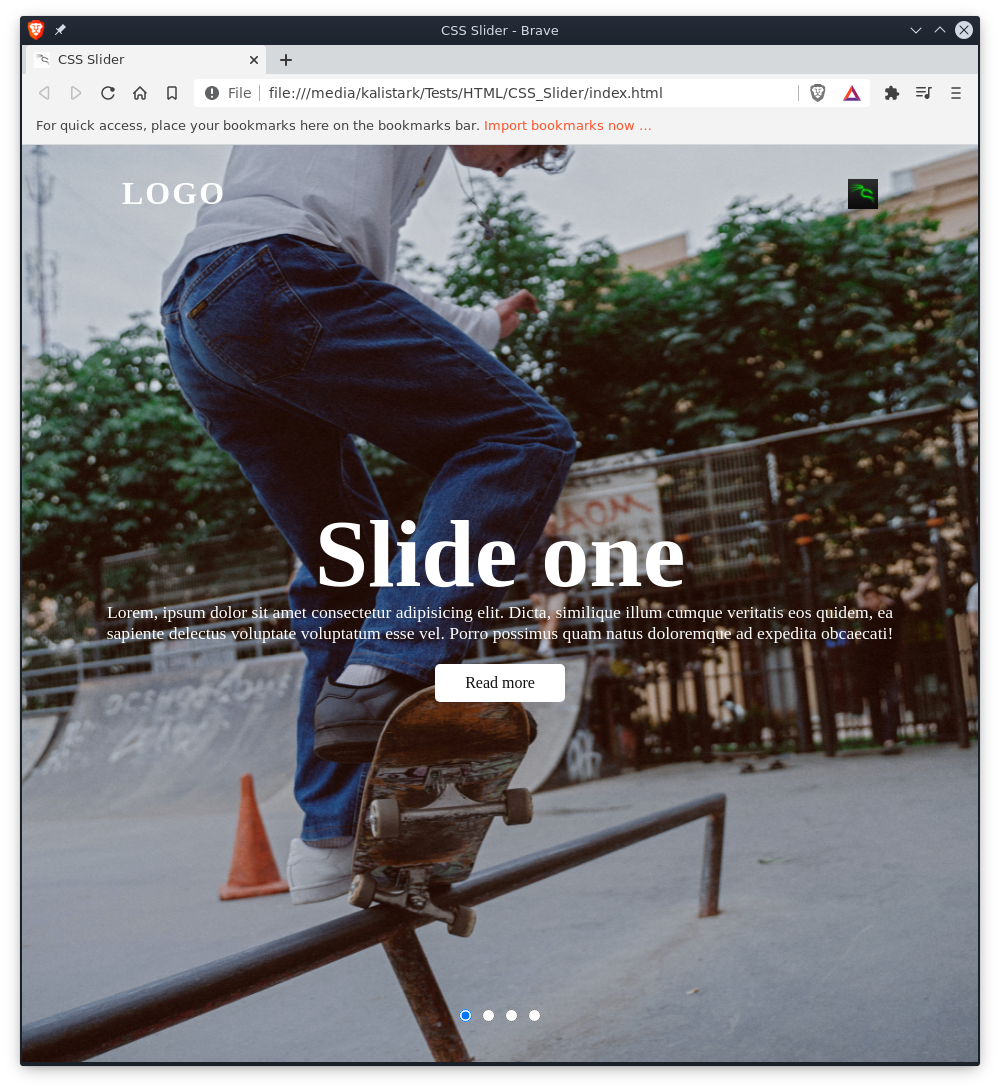 CSS Slider - Brave
CSS Slider
File
file:///media/kalistark/Tests/HTML/CSS_Slider/index.html
For quick access, place your bookmarks here on the bookmarks bar. Import bookmarks now ...
LOGO
Slide one
Lorem, ipsum dolor sit amet consectetur adipisicing elit. Dicta, similique illum cumque veritatis eos quidem, ea
sapiente delectus voluptate voluptatum esse vel. Porro possimus quam natus doloremque ad expedita obcaecati!
Read more